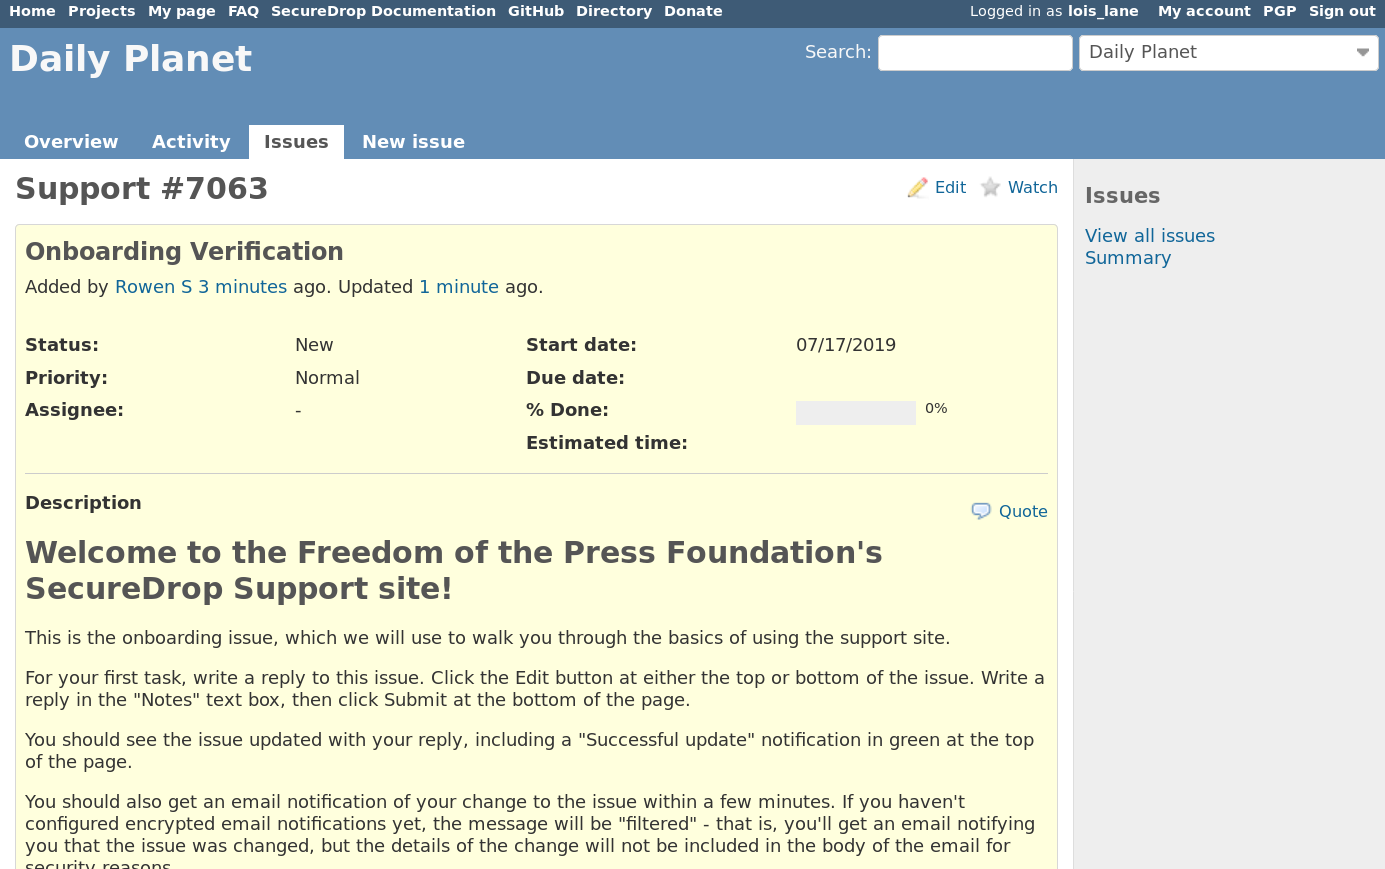 Home Projects My page FAQ SecureDrop Documentation GitHub Directory Donate Logged in as lois_lane My account PGP Sign out
Daily Planet Search: Daily Planet
Overview Activity Issues New issue
Support #7063 Edit Watch
Issues
View all issues
Summary
Onboarding Verification
Added by Rowen S 3 minutes ago. Updated 1 minute ago.
Status: New Start date: 07/17/2019
Priority: Normal Due date:
Assignee: - % Done: 0%
Estimated time:
Description Quote
Welcome to the Freedom of the Press Foundation's
SecureDrop Support site!
This is the onboarding issue, which we will use to walk you through the basics of using the support site.
For your first task, write a reply to this issue. Click the Edit button at either the top or bottom of the issue. Write a
reply in the "Notes" text box, then click Submit at the bottom of the page.
You should see the issue updated with your reply, including a "Successful update" notification in green at the top
of the page.
You should also get an email notification of your change to the issue within a few minutes. If you haven't
configured encrypted email notifications yet, the message will be "filtered" - that is, you'll get an email notifying
you that the issue was changed, but the details of the change will not be included in the body of the email for
security reasons.